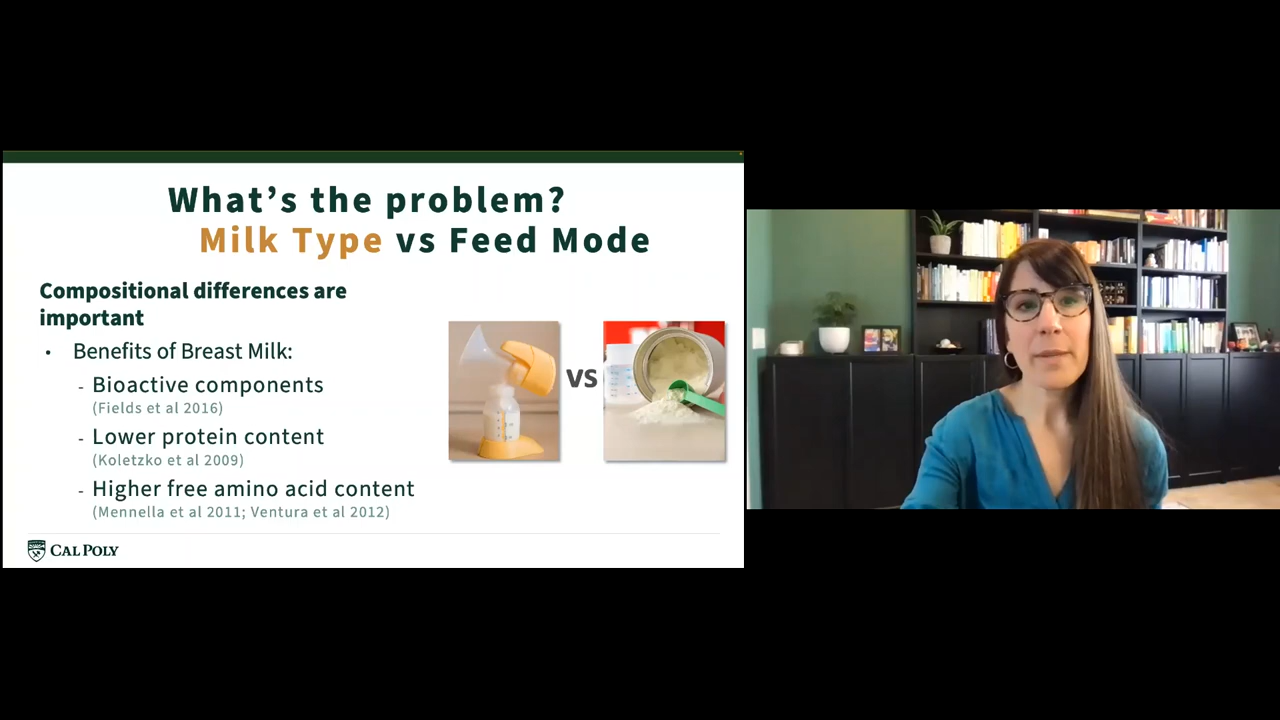 What's the problem?
Milk Type vs Feed Mode
Compositional differences are
important
• Benefits of Breast Milk:
- Bioactive components
(Fields et al 2016)
- Lower protein content
(Koletzko et al 2009)
- Higher free amino acid content
(Mennella et al 2011; Ventura et al 2012)
VS
CAL POLY